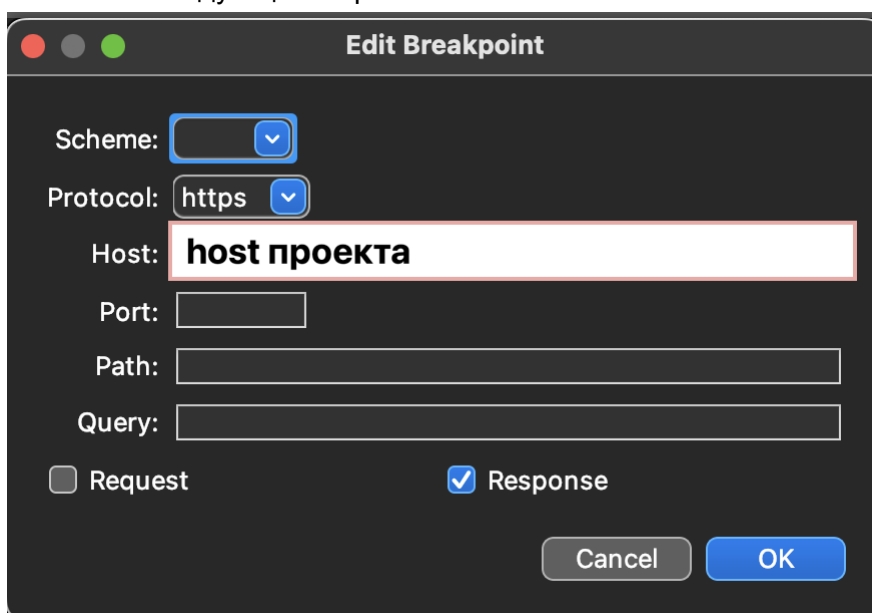 Edit Breakpoint
Scheme:
Protocol: https
Host: host проекта
Port:
Path:
Query:
Request Response
Cancel OK